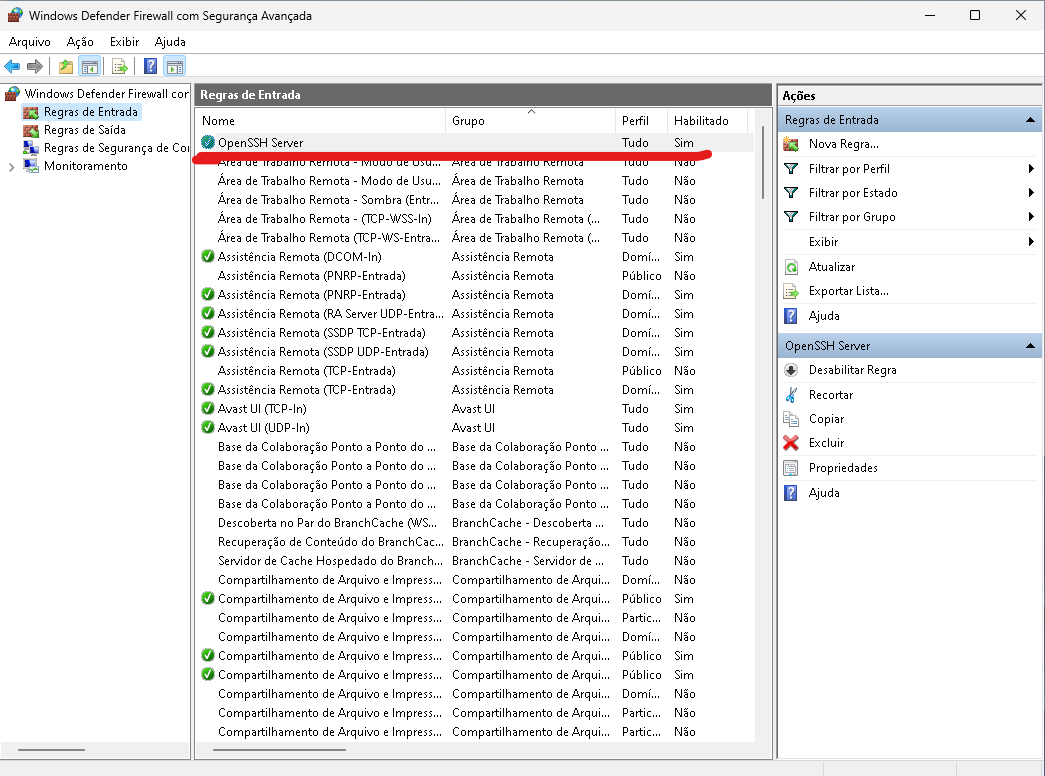 Windows Defender Firewall com Segurança Avançada
Arquivo Ação Exibir Ajuda
Windows Defender Firewall cor
Regras de Entrada
Regras de Saída
Regras de Segurança de Co
Monitoramento
Regras de Entrada
Nome Grupo Perfil Habilitado
OpenSSH Server Tudo Sim
Área de Trabalho Remota - Modo de Usu... Área de Trabalho Remota Tudo Não
Área de Trabalho Remota - Modo de Usu... Área de Trabalho Remota Tudo Não
Área de Trabalho Remota - Sombra (Entr... Área de Trabalho Remota Tudo Não
Área de Trabalho Remota - (TCP-WSS-In) Área de Trabalho Remota (... Tudo Não
Área de Trabalho Remota (TCP-WS-Entra... Área de Trabalho Remota (... Tudo Não
Assistência Remota (DCOM-In) Assistência Remota Domí... Sim
Assistência Remota (PNRP-Entrada) Assistência Remota Público Não
Assistência Remota (PNRP-Entrada) Assistência Remota Domí... Sim
Assistência Remota (RA Server UDP-Entra... Assistência Remota Domí... Sim
Assistência Remota (SSDP TCP-Entrada) Assistência Remota Domí... Sim
Assistência Remota (SSDP UDP-Entrada) Assistência Remota Domí... Sim
Assistência Remota (TCP-Entrada) Assistência Remota Público Não
Assistência Remota (TCP-Entrada) Assistência Remota Domí... Sim
Avast UI (TCP-In) Avast UI Tudo Sim
Avast UI (UDP-In) Avast UI Tudo Sim
Base da Colaboração Ponto a Ponto do ... Base da Colaboração Ponto ... Tudo Não
Base da Colaboração Ponto a Ponto do ... Base da Colaboração Ponto ... Tudo Não
Base da Colaboração Ponto a Ponto do ... Base da Colaboração Ponto ... Tudo Não
Base da Colaboração Ponto a Ponto do ... Base da Colaboração Ponto ... Tudo Não
Descoberta no Par do BranchCache (WS... BranchCache - Descoberta ... Tudo Não
Recuperação de Conteúdo do BranchCac... BranchCache - Recuperação... Tudo Não
Servidor de Cache Hospedado do Branch... BranchCache - Servidor de ... Tudo Não
Compartilhamento de Arquivo e Impress... Compartilhamento de Arqui... Domí... Não
Compartilhamento de Arquivo e Impress... Compartilhamento de Arqui... Público Sim
Compartilhamento de Arquivo e Impress... Compartilhamento de Arqui... Partic... Não
Compartilhamento de Arquivo e Impress... Compartilhamento de Arqui... Domí... Não
Compartilhamento de Arquivo e Impress... Compartilhamento de Arqui... Público Sim
Compartilhamento de Arquivo e Impress... Compartilhamento de Arqui... Público Sim
Compartilhamento de Arquivo e Impress... Compartilhamento de Arqui... Domí... Não
Compartilhamento de Arquivo e Impress... Compartilhamento de Arqui... Partic... Não
Compartilhamento de Arquivo e Impress... Compartilhamento de Arqui... Partic... Não
Ações
Regras de Entrada
Nova Regra...
Filtrar por Perfil
Filtrar por Estado
Filtrar por Grupo
Exibir
Atualizar
Exportar Lista...
Ajuda
OpenSSH Server
Desabilitar Regra
Recortar
Copiar
Excluir
Propriedades
Ajuda